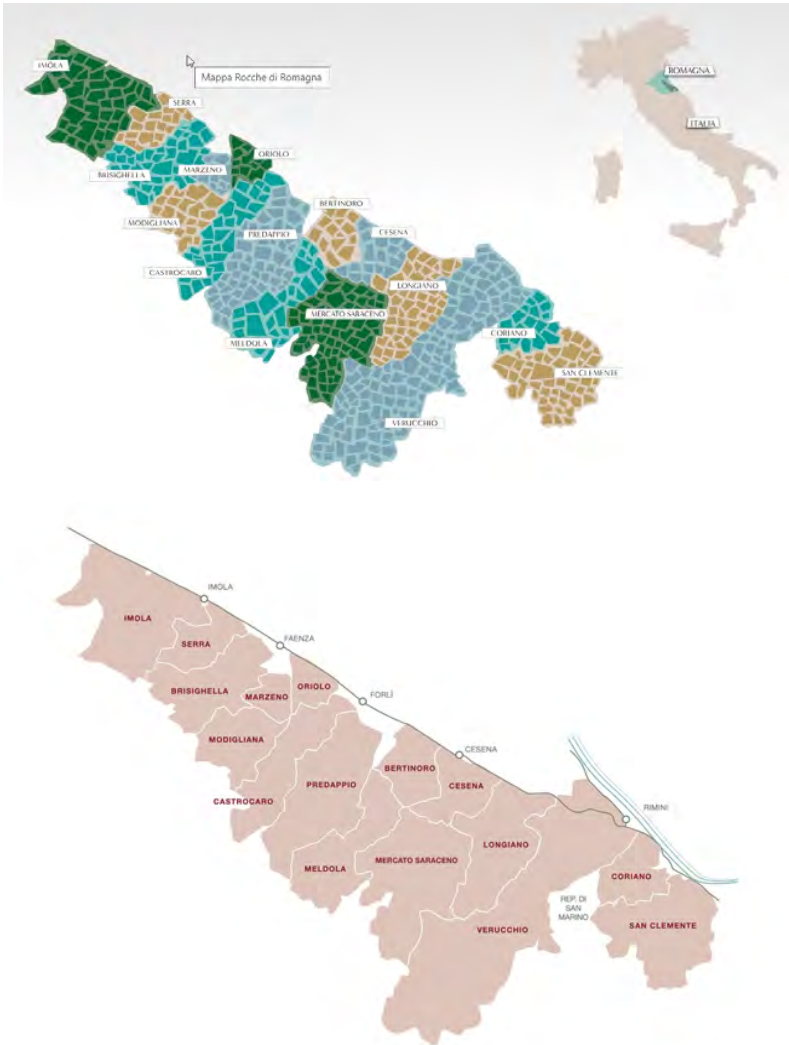 IMOLA
Mappa Rocche di Romagna
ROMAGNA
SERRA
ITALIA
ORIOLO
BRISIGHELLA
MARZENO
BERTINORO
MODIGLIANA
PREDAPPIO
CESENA
CASTROCARO
LONGIANO
MERCATO SARACENO
CORIANO
MELDOLA
SAN CLEMENTE
VERUCCHIO
IMOLA
IMOLA
SERRA
FAENZA
BRISIGHELLA
MARZENO
ORIOLO
FORLÌ
MODIGLIANA
CESENA
BERTINORO
PREDAPPIO
CESENA
CASTROCARO
RIMINI
LONGIANO
MELDOLA
MERCATO SARACENO
CORIANO
REP. DI
SAN
MARINO
VERUCCHIO
SAN CLEMENTE